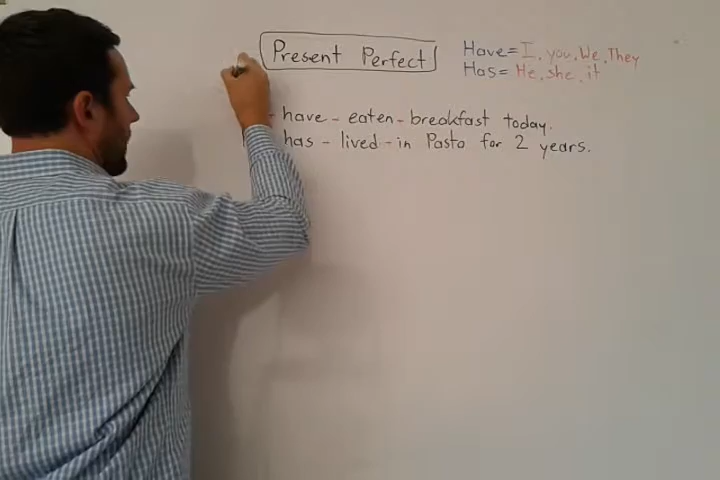 Present Perfect
Have=I, you, We, They
Has= He, she, it
- have - eaten - breakfast today.
has - lived - in Pasto for 2 years.